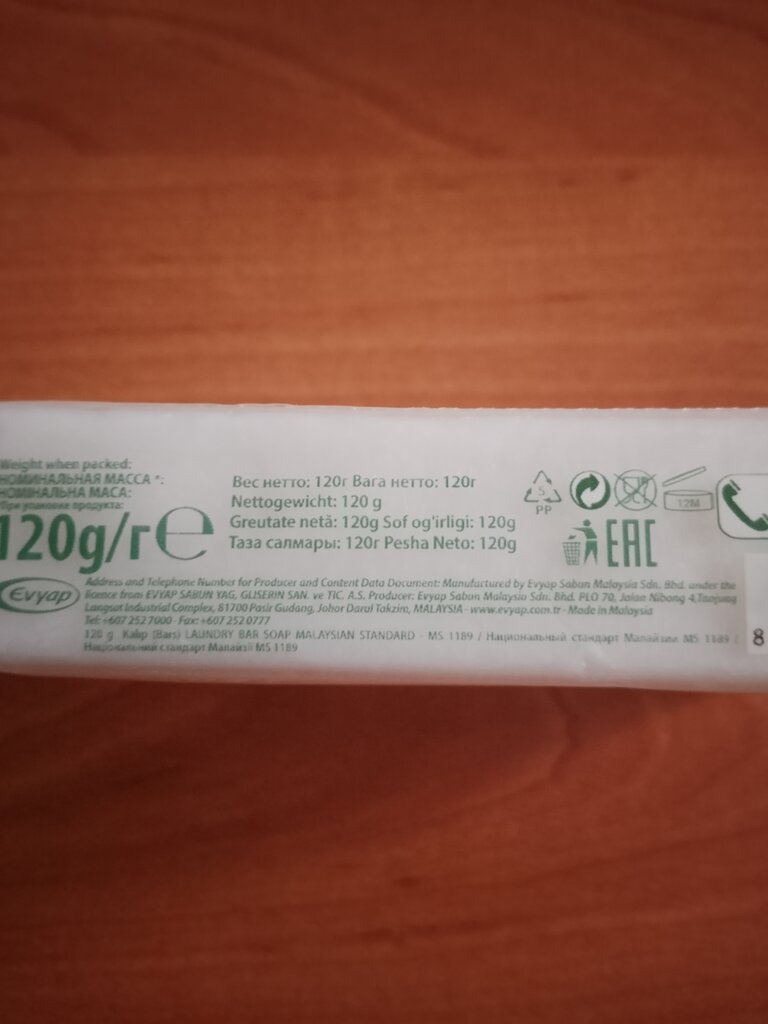 Weight when packed:
НОМИНАЛЬНАЯ МАССА *:
НОМІНАЛЬНА МАСА:
При упаковке продукта:
120g/г℮
Вес нетто: 120г Вага нетто: 120г
Nettogewicht: 120 g
Greutate netă: 120g Sof og'irligi: 120g
Таза салмары: 120г Pesha Neto: 120g
5
PP
12M
EAC
Evyap
Address and Telephone Number for Producer and Content Data Document: Manufactured by Evyap Sabun Malaysia Sdn. Bhd. under the
licence from EVYAP SABUN YAG, GLISERIN SAN. ve TIC. A.S. Producer: Evyap Sabun Malaysia Sdn. Bhd. PLO 70, Jalan Nibong 4, Tanjung
Langsat Industrial Complex, 81700 Pasir Gudang, Johor Darul Takzim, MALAYSIA - www.evyap.com.tr - Made in Malaysia
Tel: +607 252 7000 - Fax: +607 252 0777
120 g Kalıp (Bars) LAUNDRY BAR SOAP MALAYSIAN STANDARD - MS 1189 / Национальный стандарт Малайзии MS 1189 /
Національний стандарт Малайзії MS 1189
8